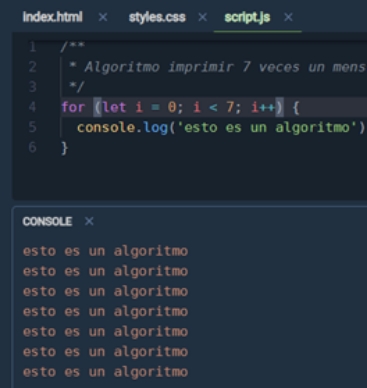 index.html × styles.css × script.js ×
1 /**
2 * Algoritmo imprimir 7 veces un mens
3 */
4 for (let i = 0; i < 7; i++) {
5 console.log('esto es un algoritmo')
6 }
CONSOLE ×
esto es un algoritmo
esto es un algoritmo
esto es un algoritmo
esto es un algoritmo
esto es un algoritmo
esto es un algoritmo
esto es un algoritmo